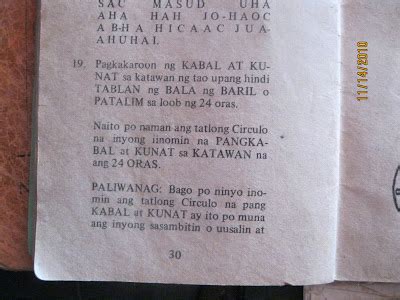 SAC MASUD UHA
AHA HAH JO-HAOC
ABHA HICAAC JUA-
AHUHAI.
19. Pagkakaroon ng KABAL AT KU-
NAT sa katawan ng tao upang hindi
TABLAN ng BALA ng BARIL o
PATALIM sa loob ng 24 oras.
Naito po naman ang tatlong Circulo
na inyong iinomin na PANGKA-
BAL at KUNAT sa KATAWAN na
ang 24 ORAS.
PALIWANAG: Bago po ninyo ino-
min ang tatlong Circulo na pang
KABAL at KUNAT ay ito po muna
ang inyong sasambitin o uusalin at
30
11/14/2010